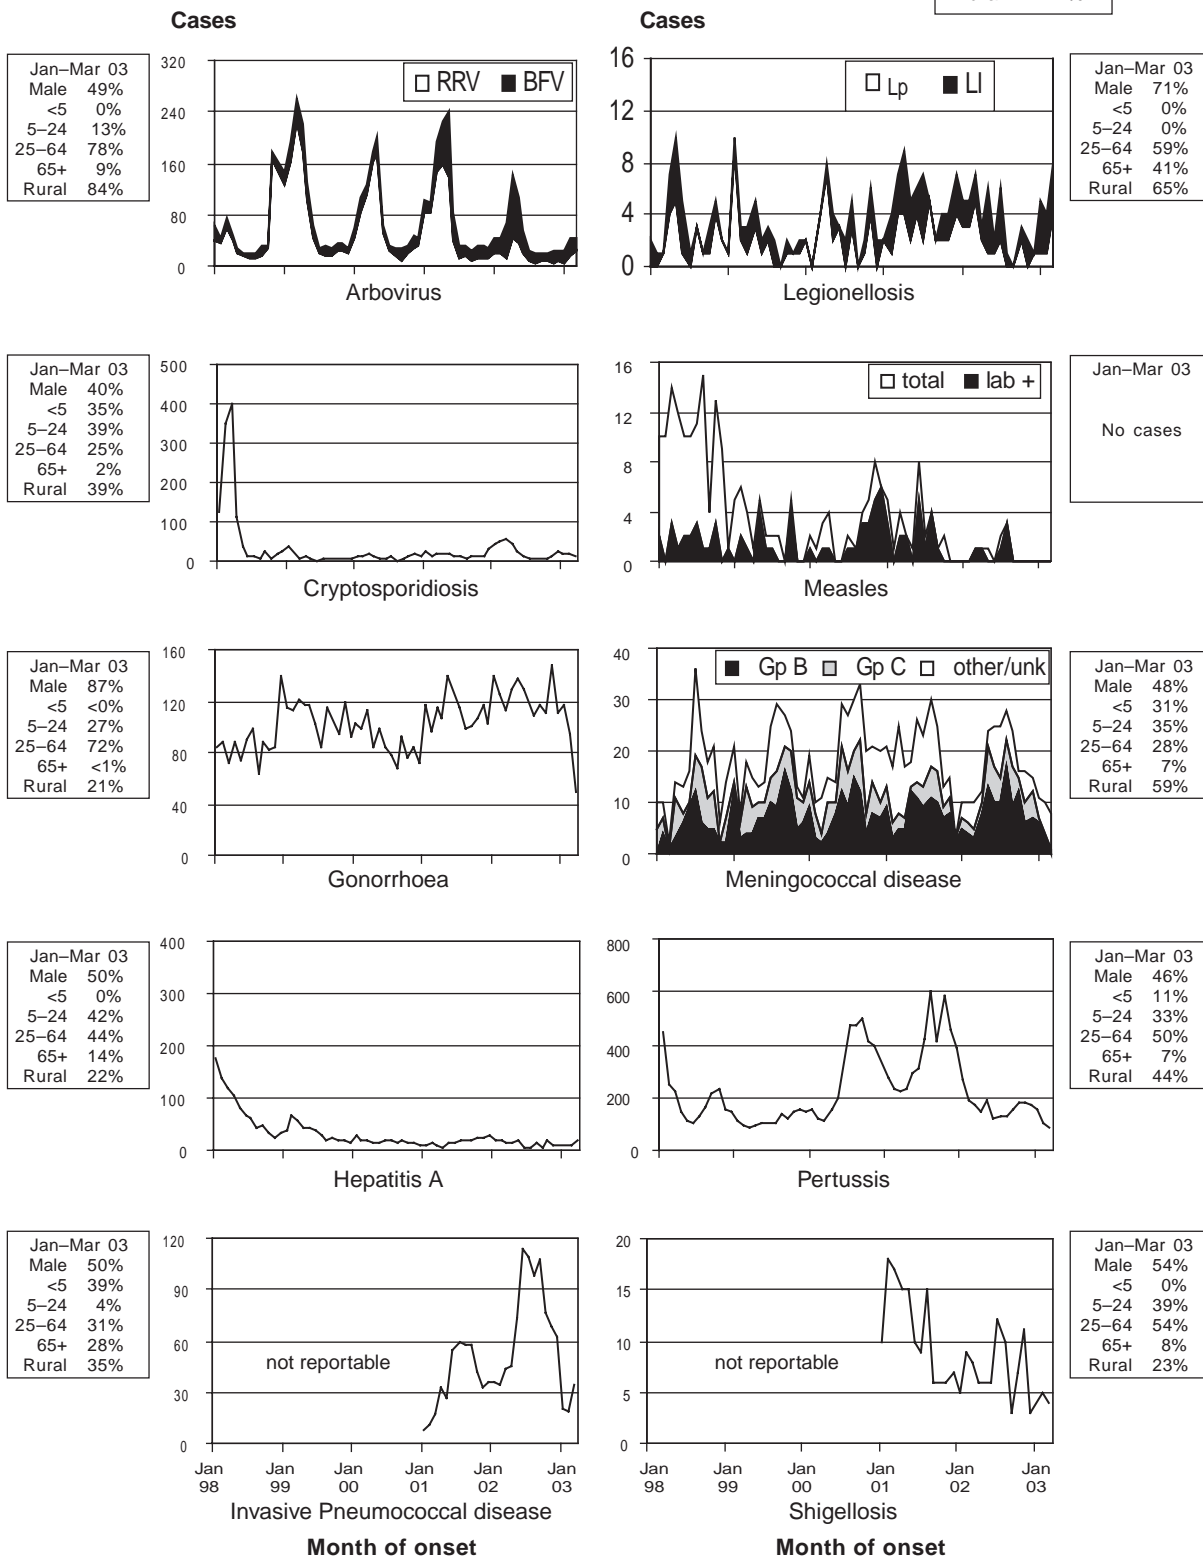 Cases
Cases
Jan–Mar 03
Male 49%
<5 0%
5–24 13%
25–64 78%
65+ 9%
Rural 84%
320
240
160
80
0
RRV BFV
Arbovirus
16
12
8
4
0
Lp Ll
Legionellosis
Jan–Mar 03
Male 71%
<5 0%
5–24 0%
25–64 59%
65+ 41%
Rural 65%
Jan–Mar 03
Male 40%
<5 35%
5–24 39%
25–64 25%
65+ 2%
Rural 39%
500
400
300
200
100
0
Cryptosporidiosis
16
12
8
4
0
total lab +
Measles
Jan–Mar 03
No cases
Jan–Mar 03
Male 87%
<5 <0%
5–24 27%
25–64 72%
65+ <1%
Rural 21%
160
120
80
40
0
Gonorrhoea
40
30
20
10
0
Gp B Gp C other/unk
Meningococcal disease
Jan–Mar 03
Male 48%
<5 31%
5–24 35%
25–64 28%
65+ 7%
Rural 59%
Jan–Mar 03
Male 50%
<5 0%
5–24 42%
25–64 44%
65+ 14%
Rural 22%
400
300
200
100
0
Hepatitis A
800
600
400
200
0
Pertussis
Jan–Mar 03
Male 46%
<5 11%
5–24 33%
25–64 50%
65+ 7%
Rural 44%
Jan–Mar 03
Male 50%
<5 39%
5–24 4%
25–64 31%
65+ 28%
Rural 35%
120
90
60
30
0
not reportable
Jan Jan Jan Jan Jan Jan
98 99 00 01 02 03
Invasive Pneumococcal disease
Month of onset
20
15
10
5
0
not reportable
Jan Jan Jan Jan Jan Jan
98 99 00 01 02 03
Shigellosis
Month of onset
Jan–Mar 03
Male 54%
<5 0%
5–24 39%
25–64 54%
65+ 8%
Rural 23%